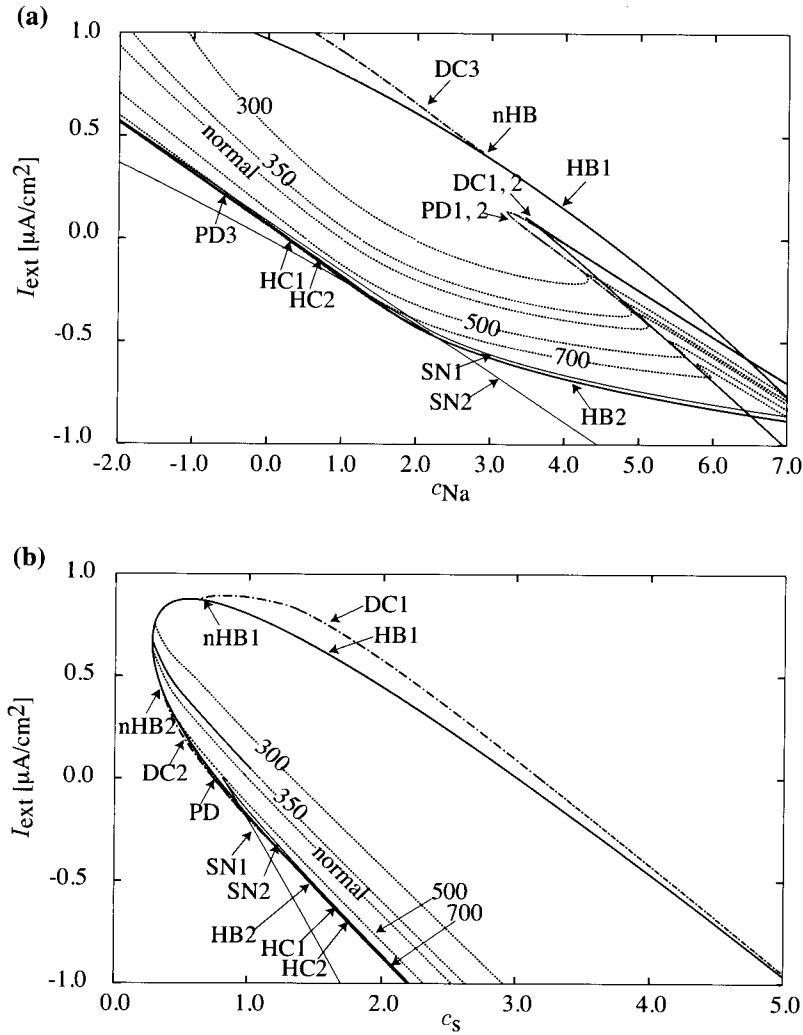 (a)
1.0
0.5
0.0
-0.5
-1.0
Iext [μA/cm2]
300
normal
350
500
700
DC3
nHB
HB1
DC1, 2
PD1, 2
PD3
HC1
HC2
SN1
SN2
HB2
-2.0 -1.0 0.0 1.0 2.0 3.0 4.0 5.0 6.0 7.0
cNa
(b)
1.0
0.5
0.0
-0.5
-1.0
Iext [μA/cm2]
nHB1
DC1
HB1
nHB2
DC2
PD
SN1
SN2
HB2
HC1
HC2
300
350
normal
500
700
0.0 1.0 2.0 3.0 4.0 5.0
cs